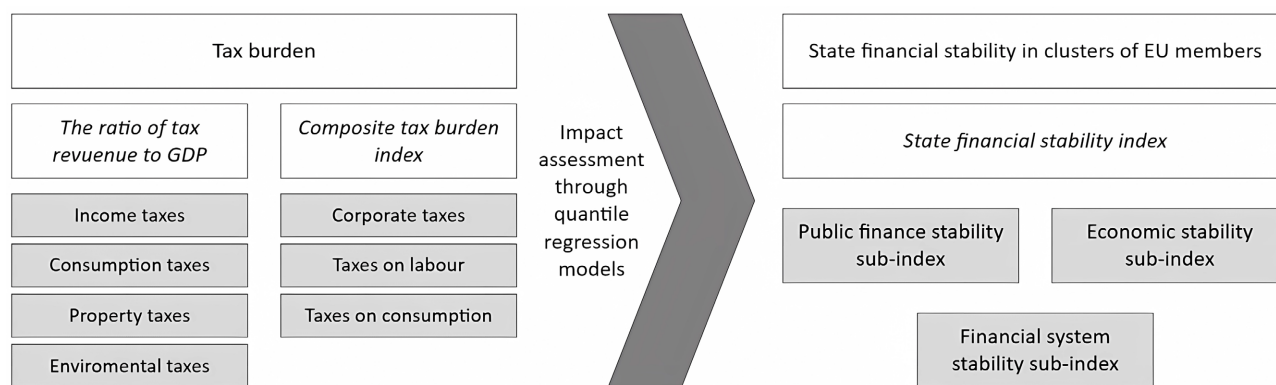 Tax burden
The ratio of tax
revuenue to GDP
Income taxes
Consumption taxes
Property taxes
Enviromental taxes
Composite tax burden
index
Corporate taxes
Taxes on labour
Taxes on consumption
Impact
assessment
through
quantile
regression
models
State financial stability in clusters of EU members
State financial stability index
Public finance stability
sub-index
Economic stability
sub-index
Financial system
stability sub-index